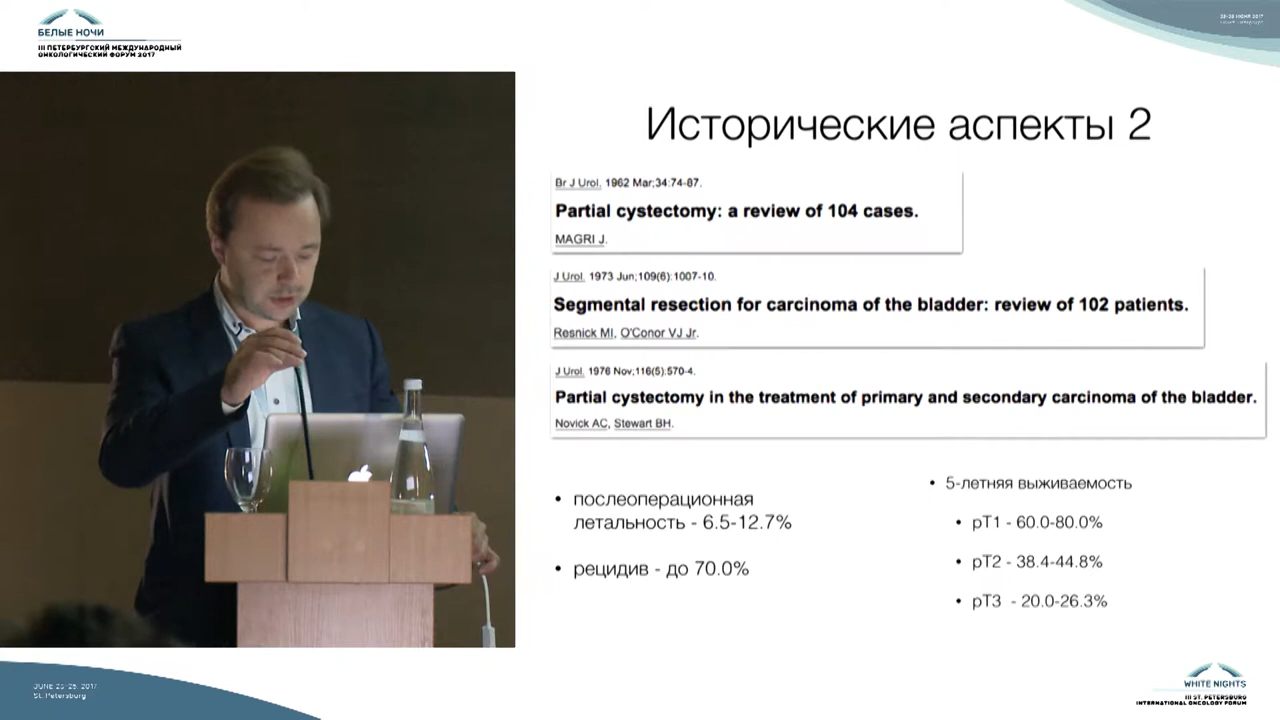 БЕЛЫЕ НОЧИ
III ПЕТЕРБУРГСКИЙ МЕЖДУНАРОДНЫЙ
ОНКОЛОГИЧЕСКИЙ ФОРУМ 2017
Исторические аспекты 2
Br J Urol. 1962 Mar;34:74-87.
Partial cystectomy: a review of 104 cases.
MAGRI J.
J Urol. 1973 Jun;109(6):1007-10.
Segmental resection for carcinoma of the bladder: review of 102 patients.
Resnick MI, O'Conor VJ Jr.
J Urol. 1976 Nov;116(5):570-4.
Partial cystectomy in the treatment of primary and secondary carcinoma of the bladder.
Novick AC, Stewart BH.
• послеоперационная
летальность - 6.5-12.7%
• рецидив - до 70.0%
• 5-летняя выживаемость
• pT1 - 60.0-80.0%
• pT2 - 38.4-44.8%
• pT3 - 20.0-26.3%
St. Petersburg
WHITE NIGHTS
III ST. PETERSBURG
INTERNATIONAL ONCOLOGY FORUM